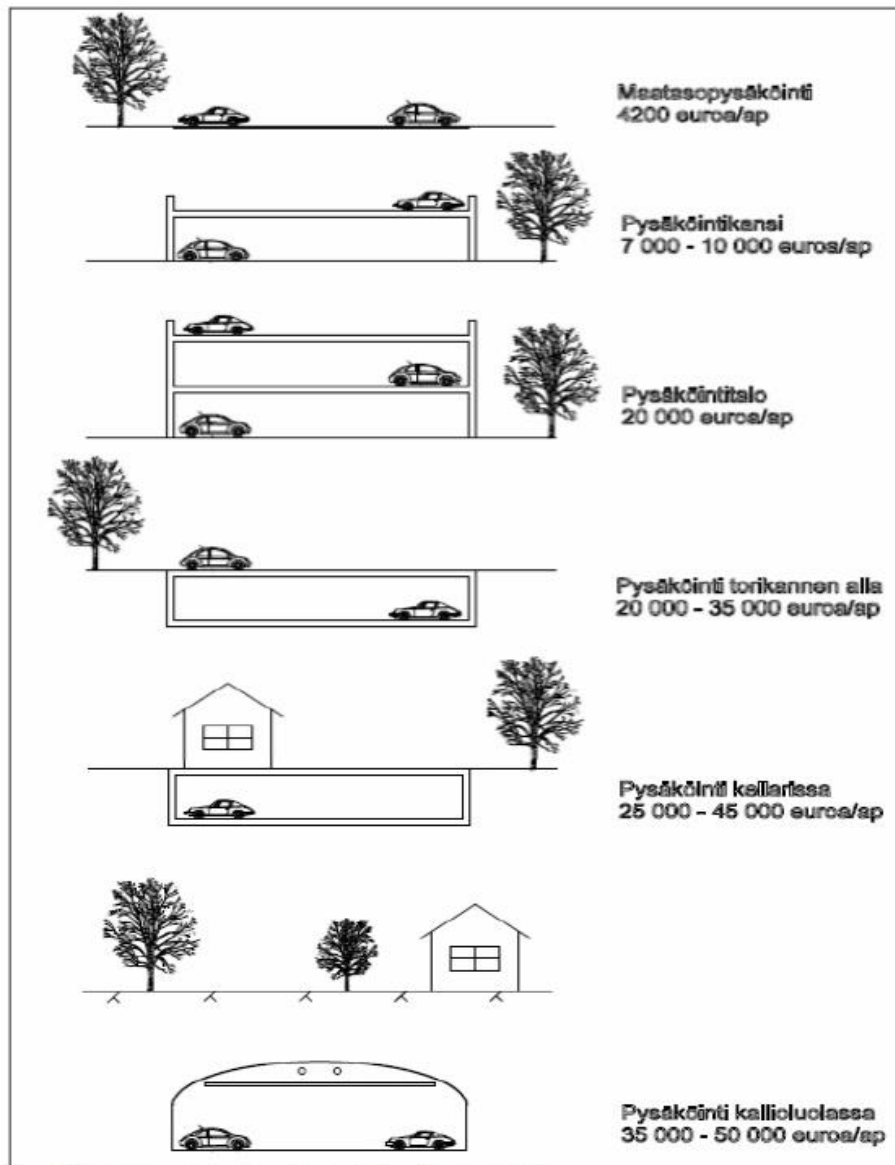 Maatasopysäköinti
4200 euroa/ap
Pysäköintikansi
7 000 - 10 000 euroa/ap
Pysäköintitalo
20 000 euroa/ap
Pysäköinti torikannen alla
20 000 - 35 000 euroa/ap
Pysäköinti kellarissa
25 000 - 45 000 euroa/ap
Pysäköinti kallioluolassa
35 000 - 50 000 euroa/ap